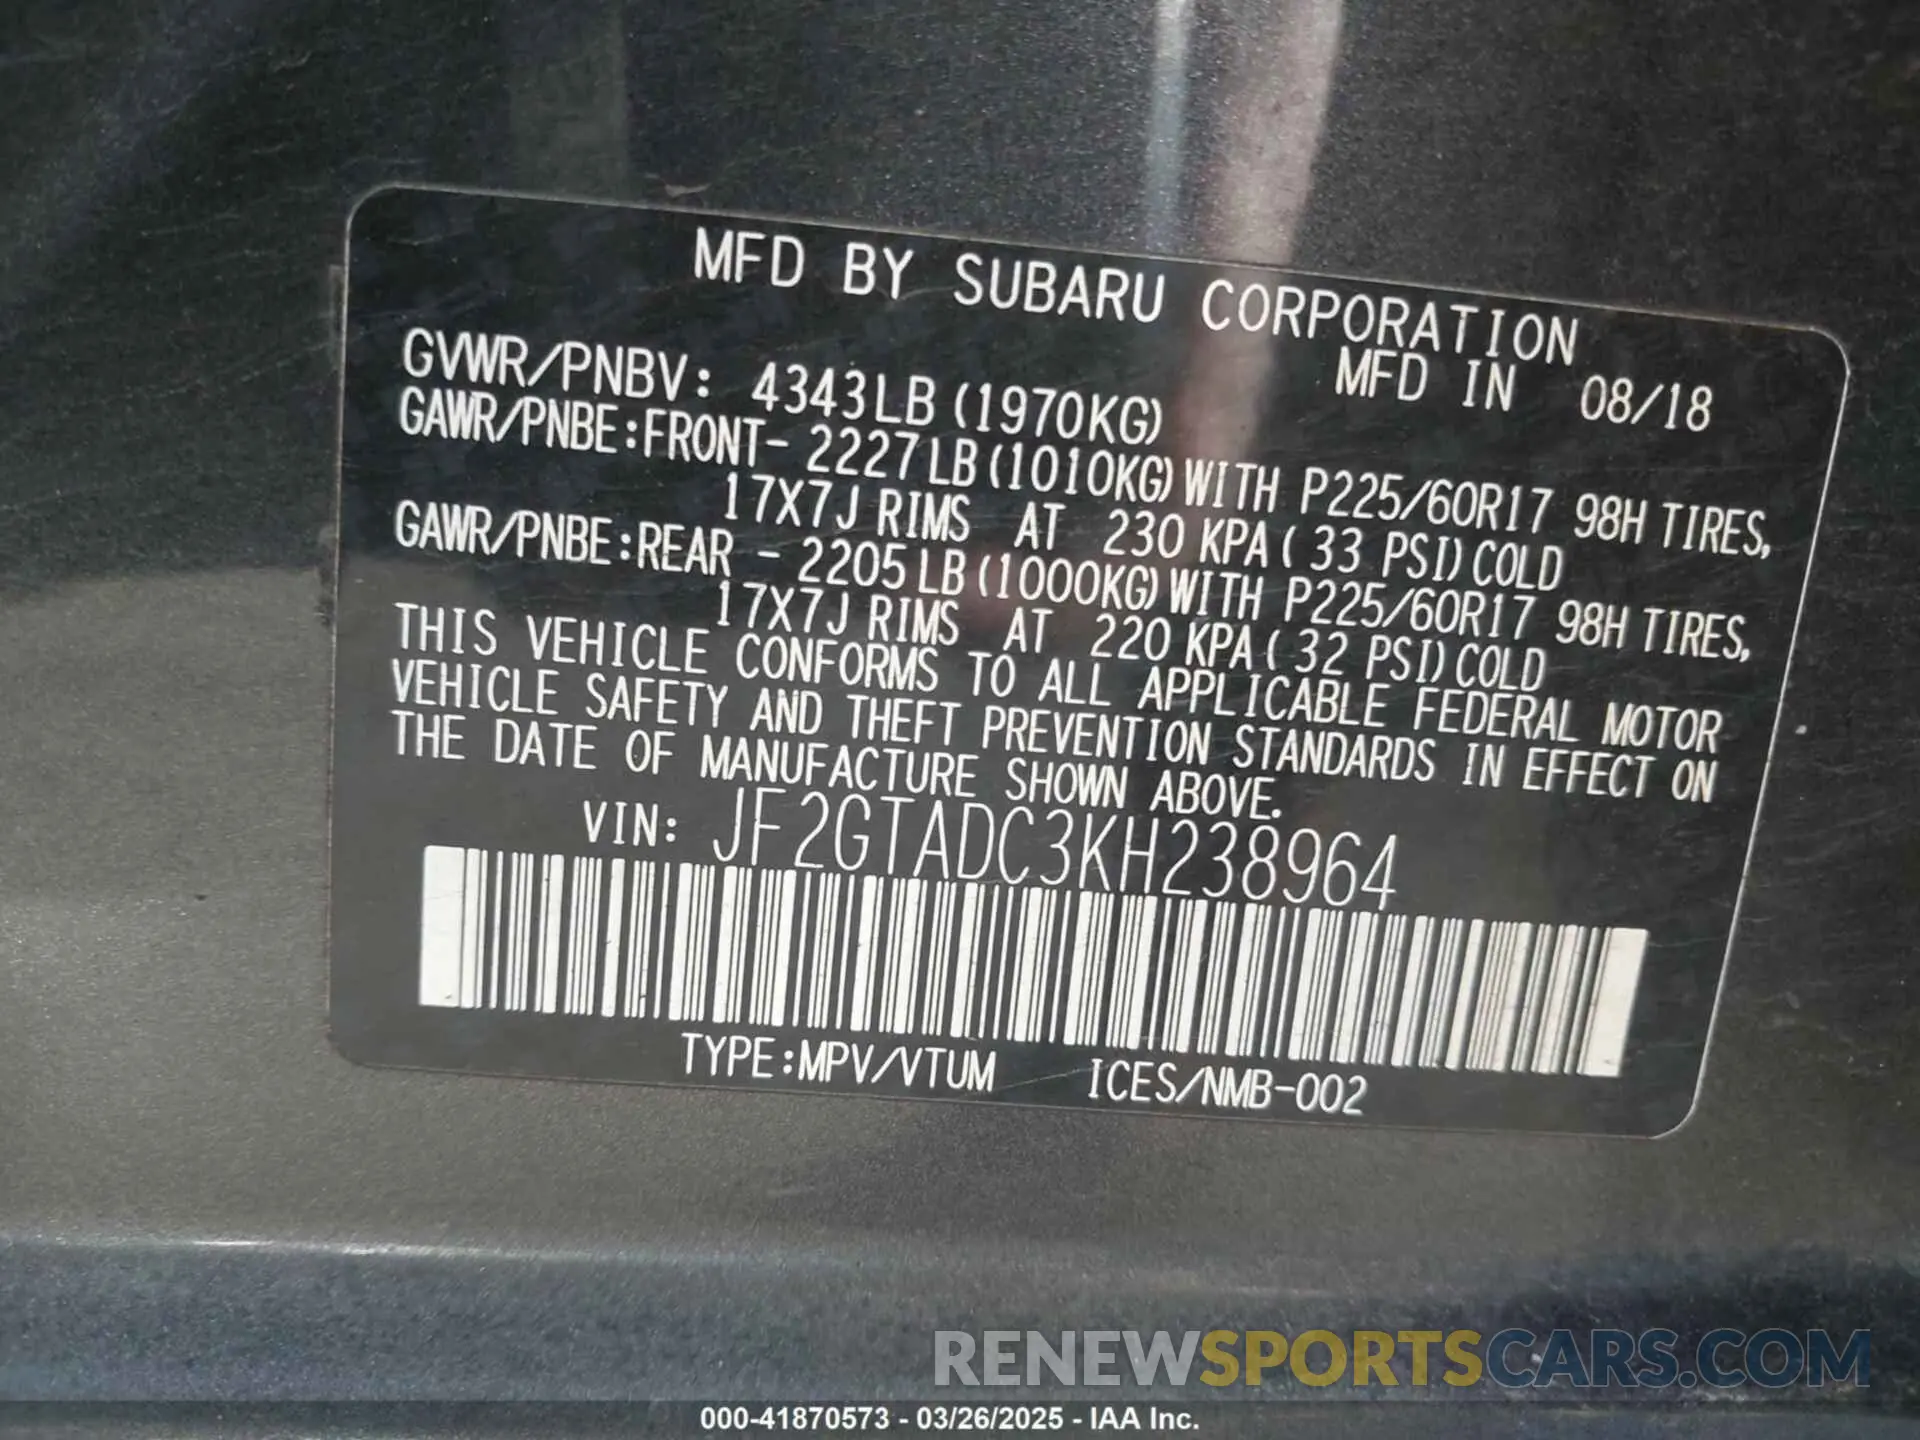 MFD BY SUBARU CORPORATION
MFD IN 08/18
GVWR/PNBV: 4343LB (1970KG)
GAWR/PNBE:FRONT- 2227LB (1010KG) WITH P225/60R17 98H TIRES,
17X7J RIMS AT 230 KPA ( 33 PSI) COLD
GAWR/PNBE:REAR - 2205LB (1000KG) WITH P225/60R17 98H TIRES,
17X7J RIMS AT 220 KPA ( 32 PSI) COLD
THIS VEHICLE CONFORMS TO ALL APPLICABLE FEDERAL MOTOR
VEHICLE SAFETY AND THEFT PREVENTION STANDARDS IN EFFECT ON
THE DATE OF MANUFACTURE SHOWN ABOVE.
VIN: JF2GTADC3KH238964
TYPE:MPV/VTUM ICES/NMB-002
RENEWSPORTSCARS.COM
000-41870573 - 03/26/2025 - IAA Inc.